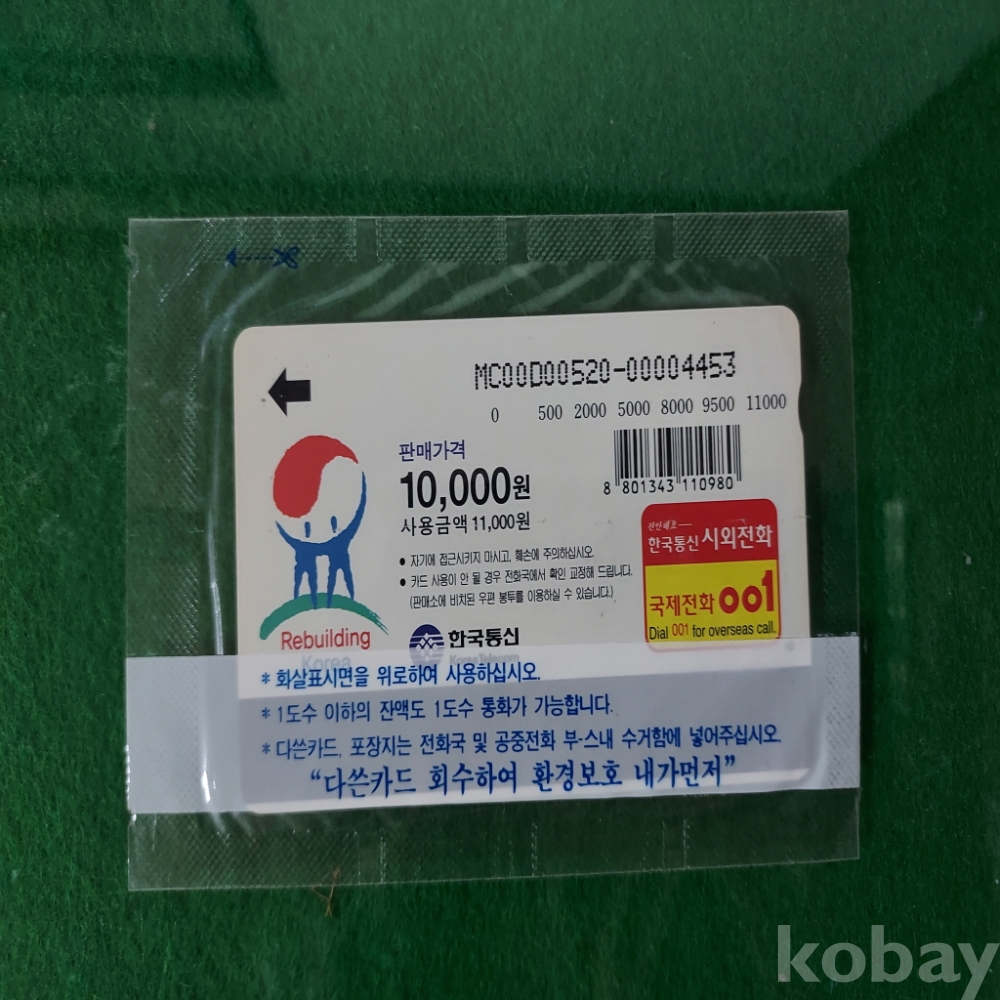 MC00D00520-00004453
0 500 2000 5000 8000 9500 11000
판매가격
10,000원
사용금액 11,000원
8 801343 110980
• 자기에 접근시키지 마시고, 훼손에 주의하십시오.
• 카드 사용이 안 될 경우 전화국에서 확인 교정해 드립니다.
(판매소에 비치된 우편 봉투를 이용하실 수 있습니다.)
한국통신 시외전화
국제전화 001
Dial 001 for overseas call.
Rebuilding
Korea
한국통신
Korea Telecom
* 화살표시면을 위로하여 사용하십시오.
* 1도수 이하의 잔액도 1도수 통화가 가능합니다.
* 다쓴카드, 포장지는 전화국 및 공중전화 부-스내 수거함에 넣어주십시오.
“다쓴카드 회수하여 환경보호 내가먼저”
kobay